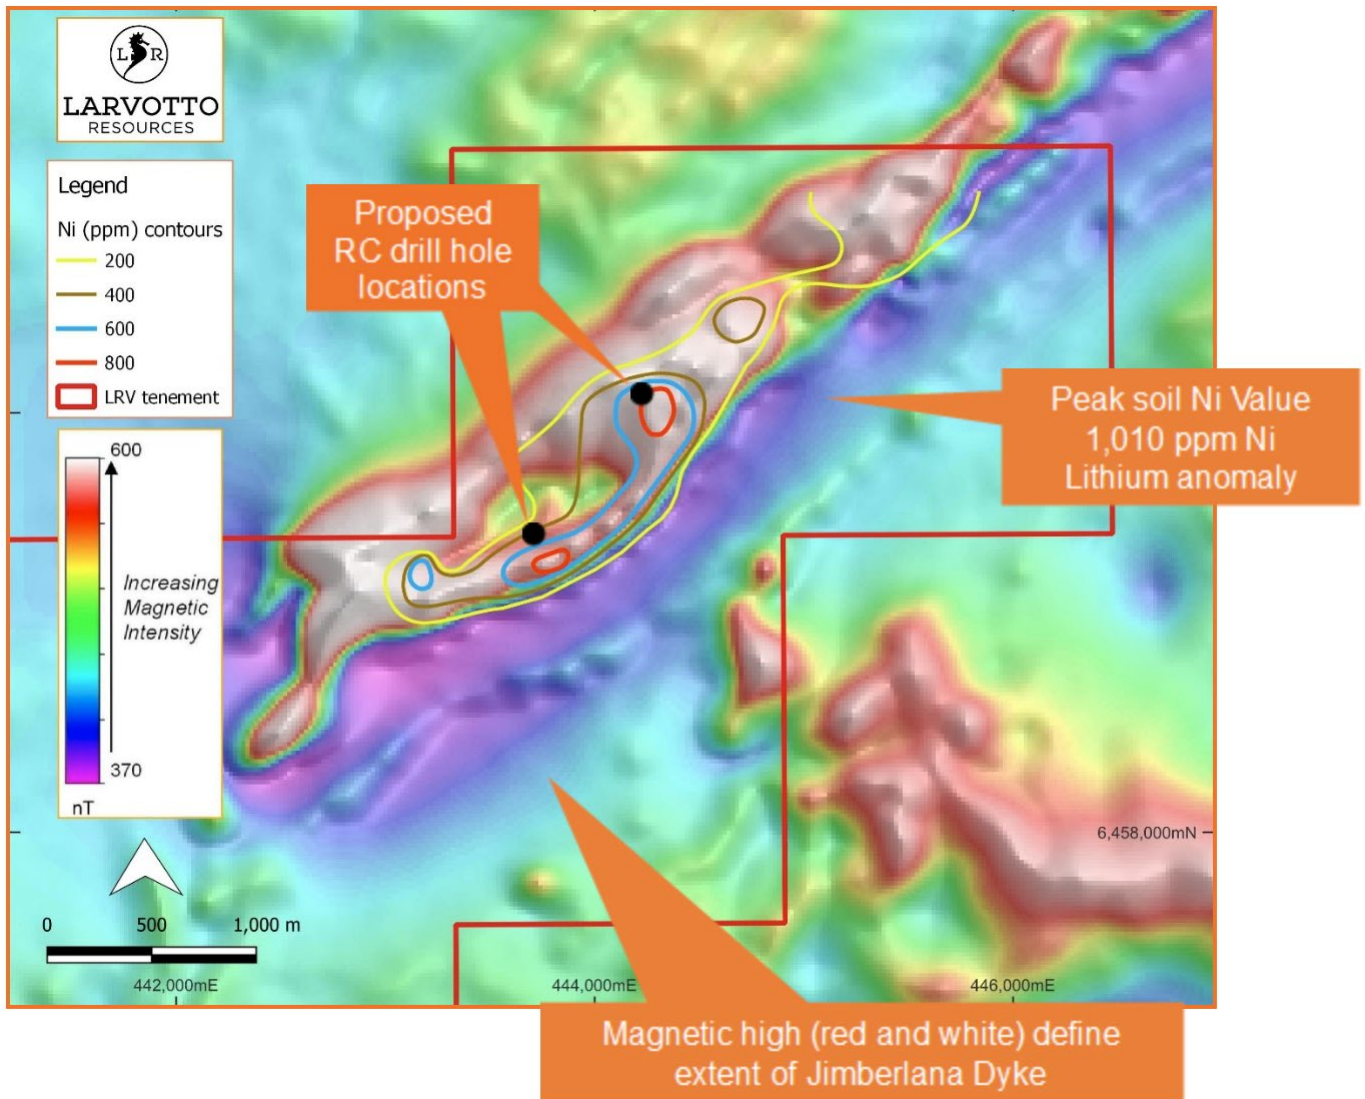 L R
LARVOTTO
RESOURCES
Legend
Ni (ppm) contours
200
400
600
800
LRV tenement
600
Increasing
Magnetic
Intensity
370
nT
Proposed
RC drill hole
locations
Peak soil Ni Value
1,010 ppm Ni
Lithium anomaly
6,458,000mN
0 500 1,000 m
442,000mE
444,000mE
446,000mE
Magnetic high (red and white) define
extent of Jimberlana Dyke